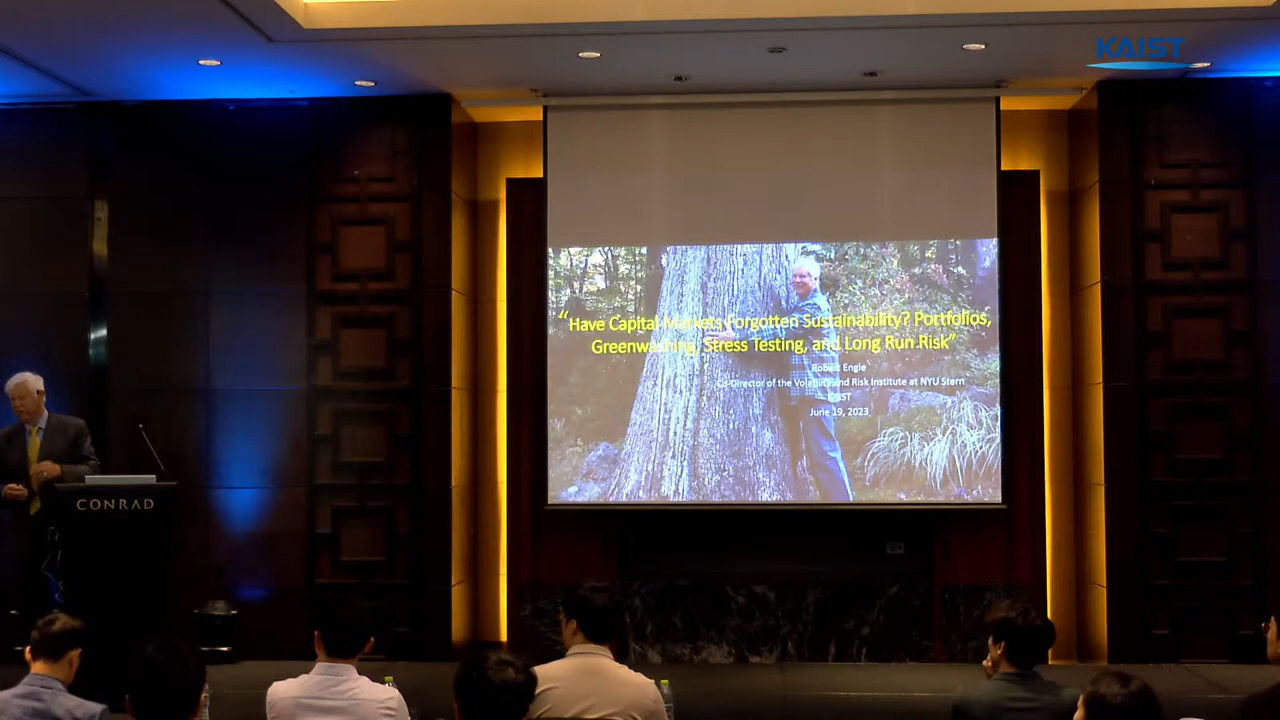 KAIST
“Have Capital Markets Forgotten Sustainability? Portfolios,
Greenwashing, Stress Testing, and Long Run Risk”
Robert Engle
Co-Director of the Volatility and Risk Institute at NYU Stern
KAIST
June 19, 2023
CONRAD